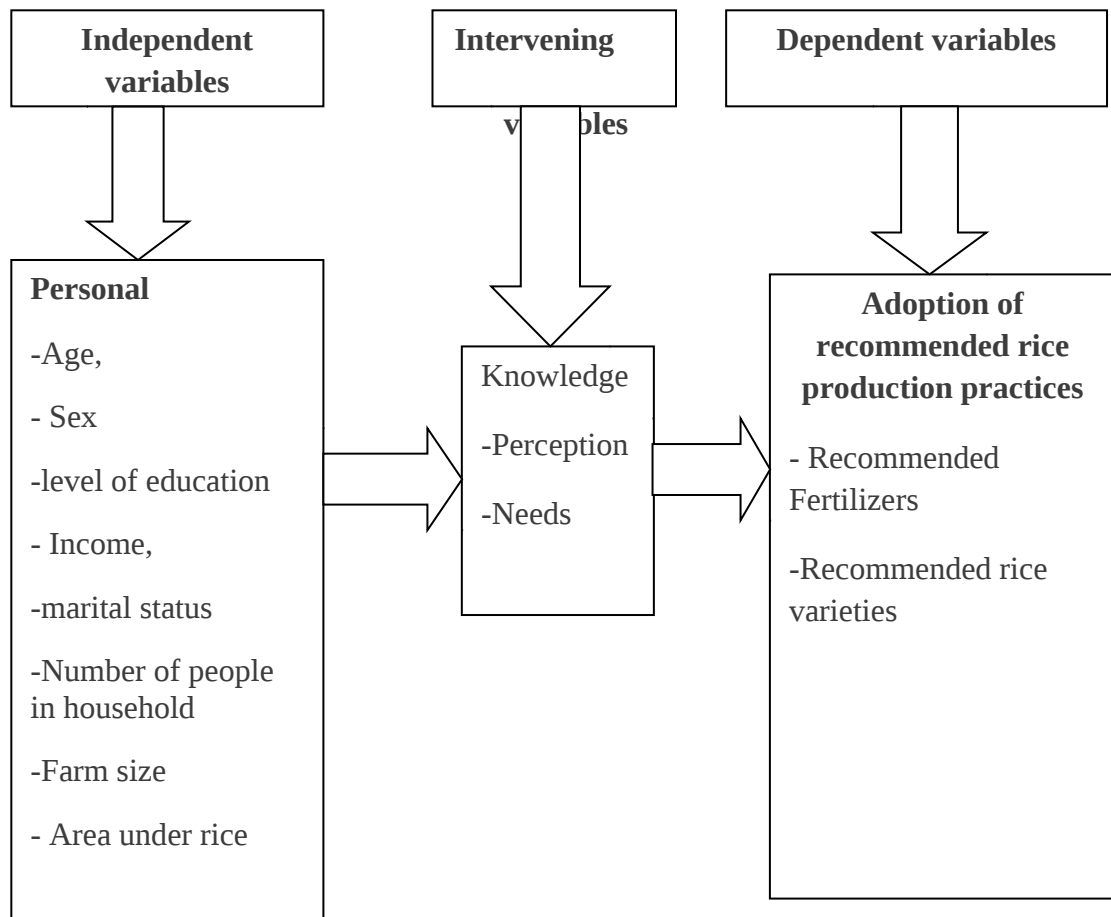 Independent
variables
Intervening
Dependent variables
Personal
-Age,
- Sex
-level of education
- Income,
-marital status
-Number of people
in household
-Farm size
- Area under rice
Knowledge
-Perception
-Needs
Adoption of
recommended rice
production practices
- Recommended
Fertilizers
-Recommended rice
varieties